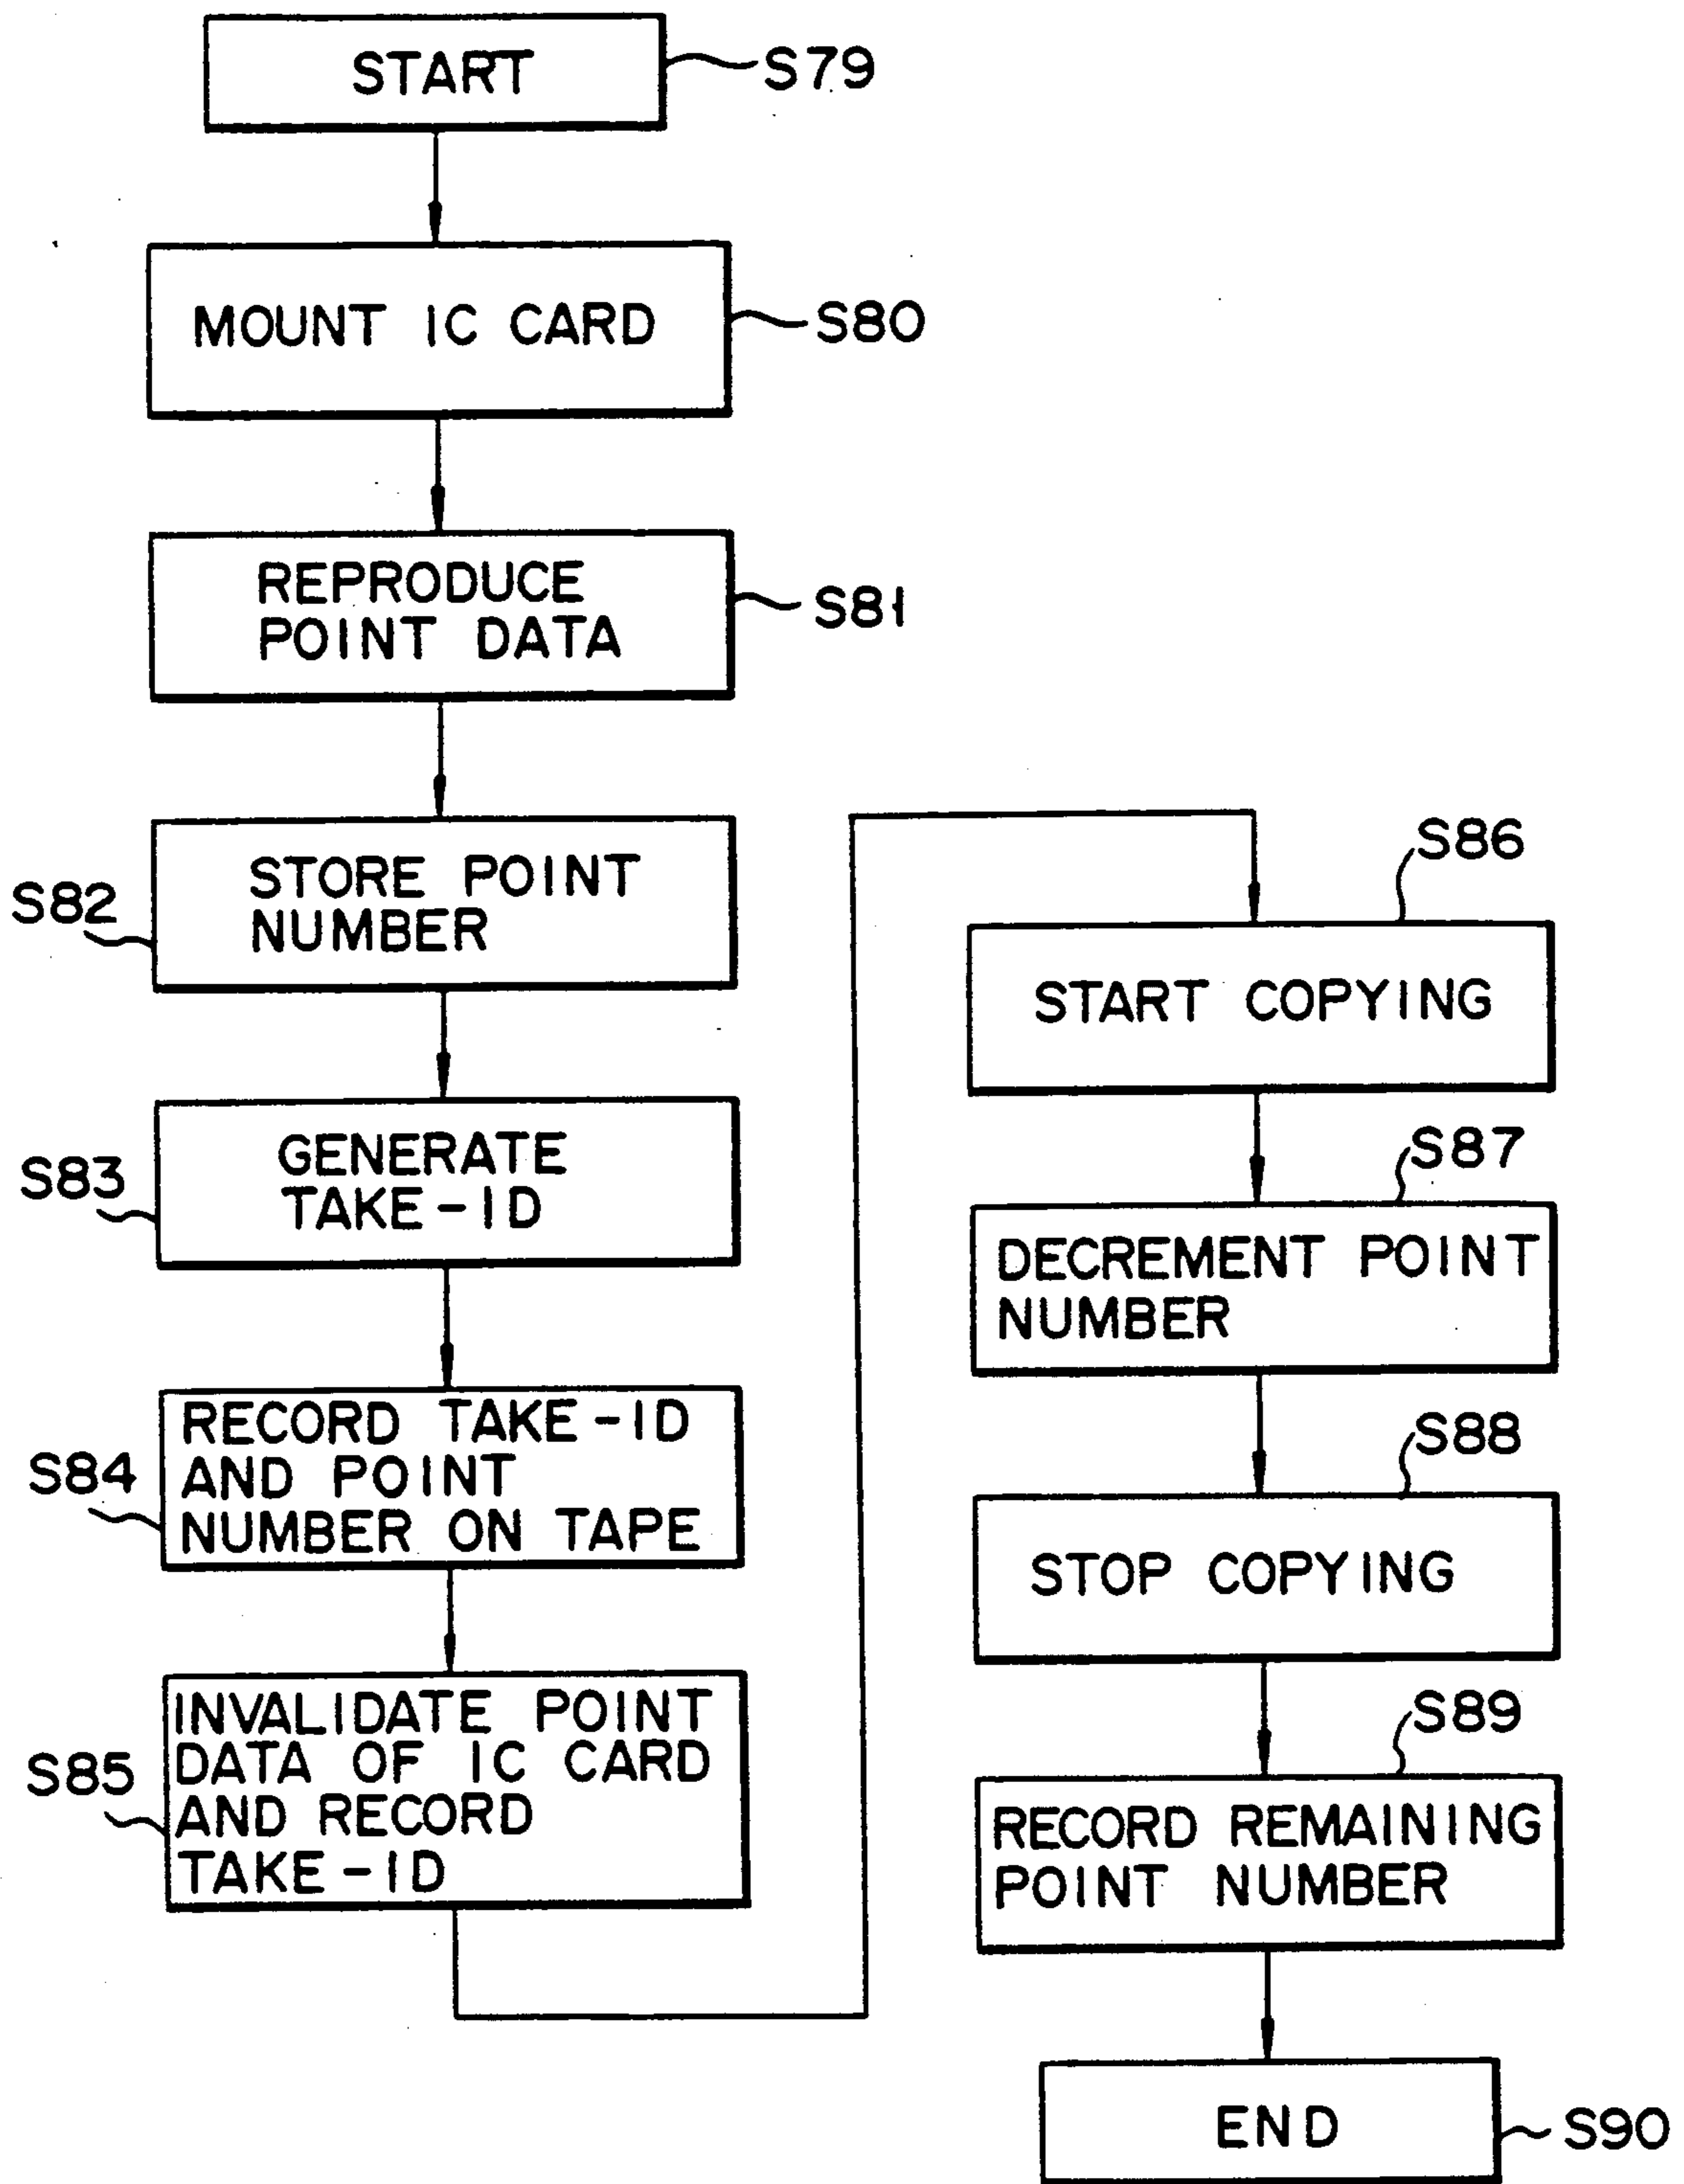 START
S79
MOUNT IC CARD
S80
REPRODUCE
POINT DATA
S81
STORE POINT
NUMBER
S82
GENERATE
TAKE-ID
S83
RECORD TAKE-ID
AND POINT
NUMBER ON TAPE
S84
INVALIDATE POINT
DATA OF IC CARD
AND RECORD
TAKE-ID
S85
S86
START COPYING
S87
DECREMENT POINT
NUMBER
S88
STOP COPYING
S89
RECORD REMAINING
POINT NUMBER
END
S90